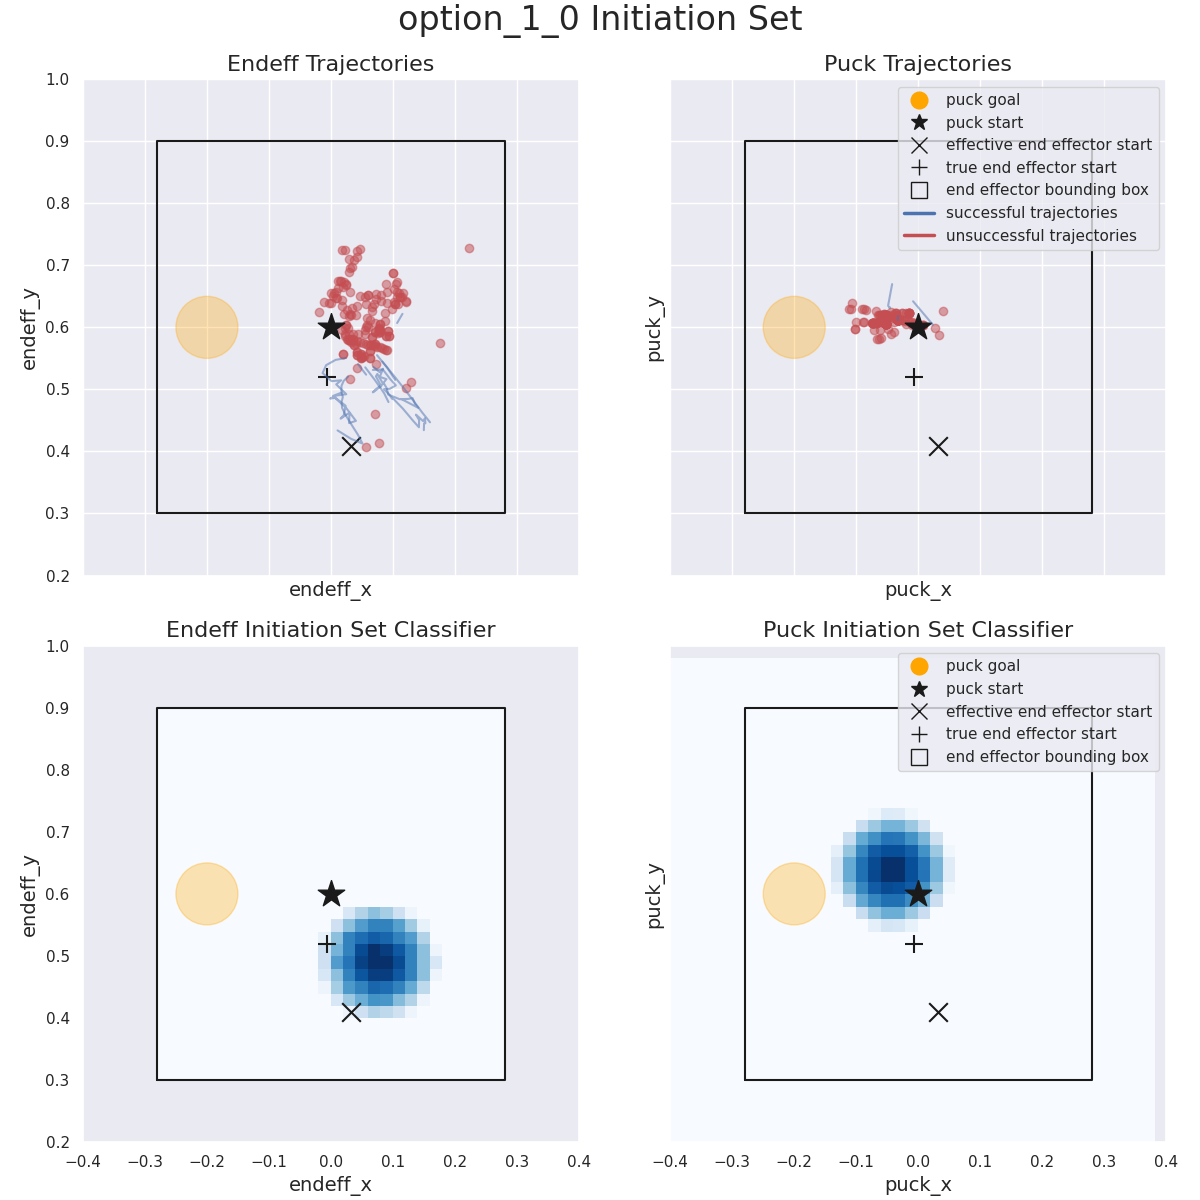 option_1_0 Initiation Set
Endeff Trajectories
Puck Trajectories
1.0
0.9
0.8
0.7
0.6
0.5
0.4
0.3
0.2
endeff_y
endeff_x
puck_y
puck_x
puck goal
puck start
effective end effector start
true end effector start
end effector bounding box
successful trajectories
unsuccessful trajectories
Endeff Initiation Set Classifier
Puck Initiation Set Classifier
1.0
0.9
0.8
0.7
0.6
0.5
0.4
0.3
0.2
endeff_y
−0.4 −0.3 −0.2 −0.1 0.0 0.1 0.2 0.3 0.4
endeff_x
puck_y
puck goal
puck start
effective end effector start
true end effector start
end effector bounding box
−0.4 −0.3 −0.2 −0.1 0.0 0.1 0.2 0.3 0.4
puck_x